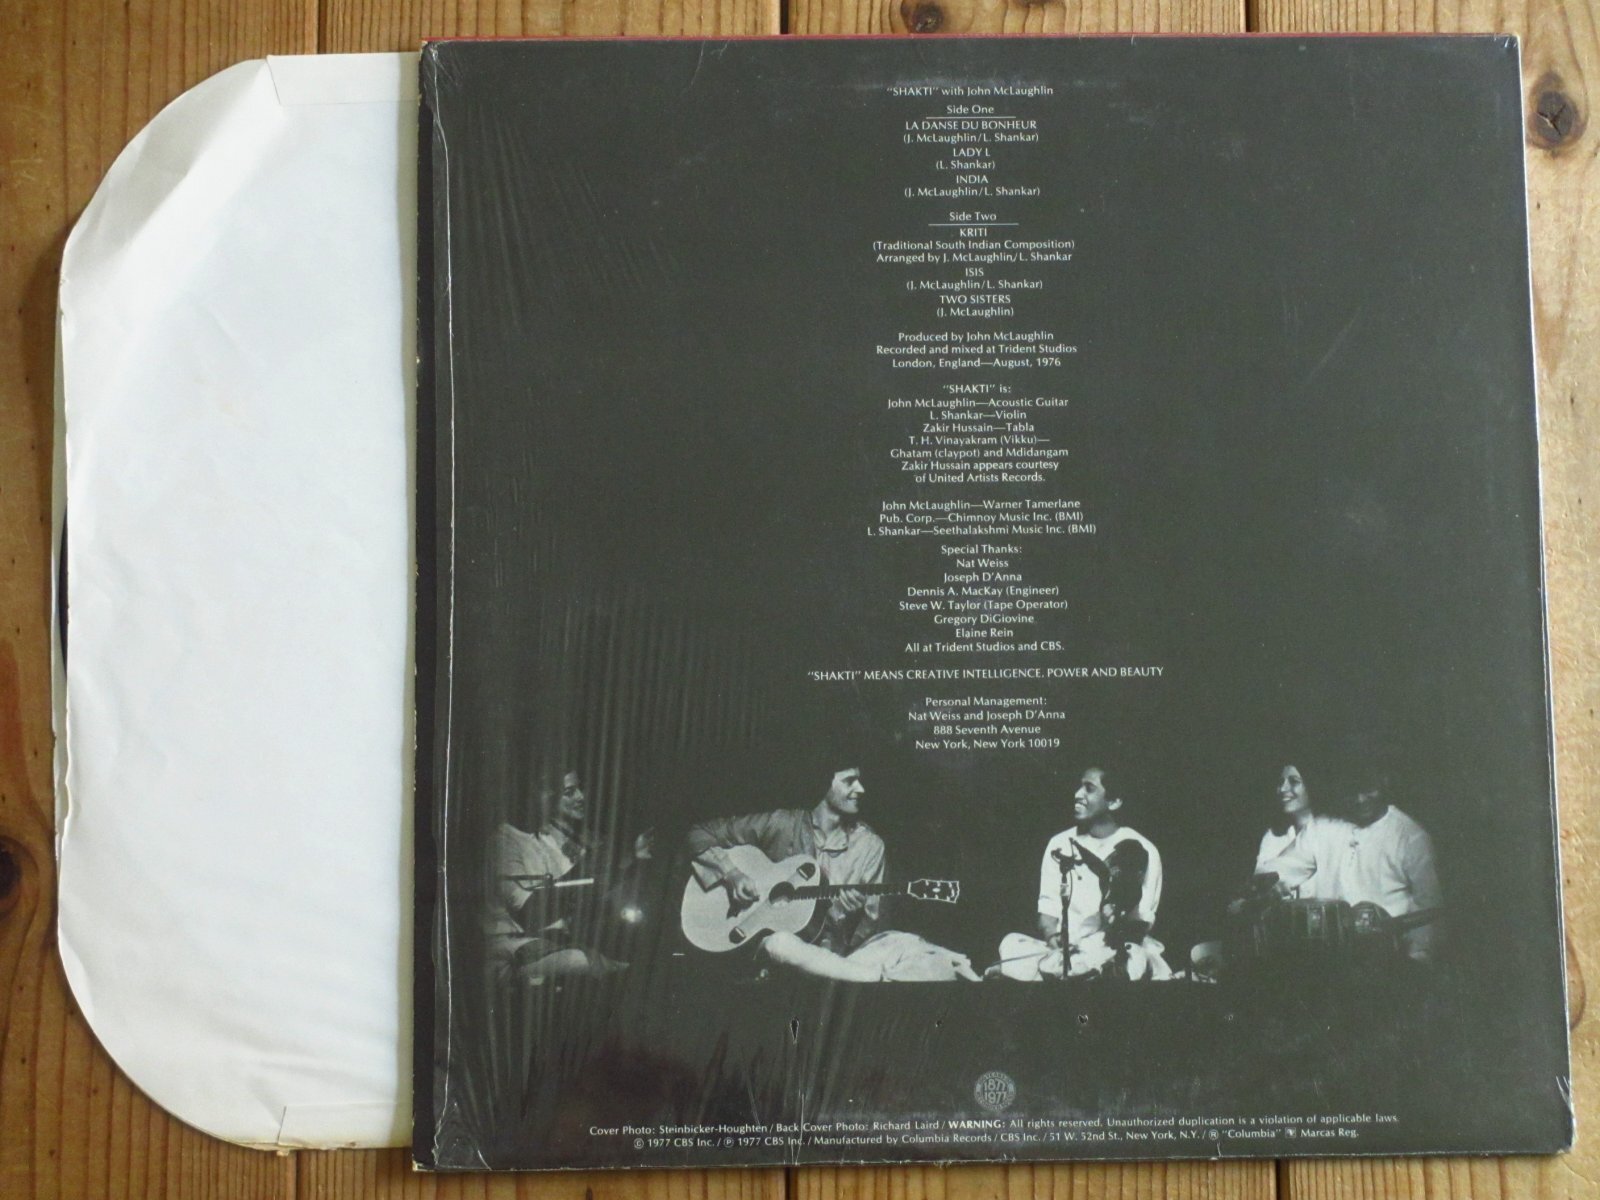 "SHAKTI" with John McLaughlin
Side One
LA DANSE DU BONHEUR
(J. McLaughlin/L. Shankar)
LADY L
(L. Shankar)
INDIA
(J. McLaughlin/L. Shankar)
Side Two
KRITI
(Traditional South Indian Composition)
Arranged by J. McLaughlin/L. Shankar
ISIS
(J. McLaughlin/L. Shankar)
TWO SISTERS
(J. McLaughlin)
Produced by John McLaughlin
Recorded and mixed at Trident Studios
London, England—August, 1976
"SHAKTI" is:
John McLaughlin—Acoustic Guitar
L. Shankar—Violin
Zakir Hussain—Tabla
T. H. Vinayakram (Vikku)—
Ghatam (claypot) and Mdidangam
Zakir Hussain appears courtesy
of United Artists Records.
John McLaughlin—Warner Tamerlane
Pub. Corp.—Chimnoy Music Inc. (BMI)
L. Shankar—Seethalakshmi Music Inc. (BMI)
Special Thanks:
Nat Weiss
Joseph D'Anna
Dennis A. MacKay (Engineer)
Steve W. Taylor (Tape Operator)
Gregory DiGiovine
Elaine Rein
All at Trident Studios and CBS.
"SHAKTI" MEANS CREATIVE INTELLIGENCE. POWER AND BEAUTY
Personal Management:
Nat Weiss and Joseph D'Anna
888 Seventh Avenue
New York, New York 10019
1877
1977
Cover Photo: Steinbicker-Houghten / Back Cover Photo: Richard Laird / WARNING: All rights reserved. Unauthorized duplication is a violation of applicable laws.
© 1977 CBS Inc. / ℗ 1977 CBS Inc. / Manufactured by Columbia Records / CBS Inc. / 51 W. 52nd St., New York, N.Y. / ® "Columbia" Marcas Reg.